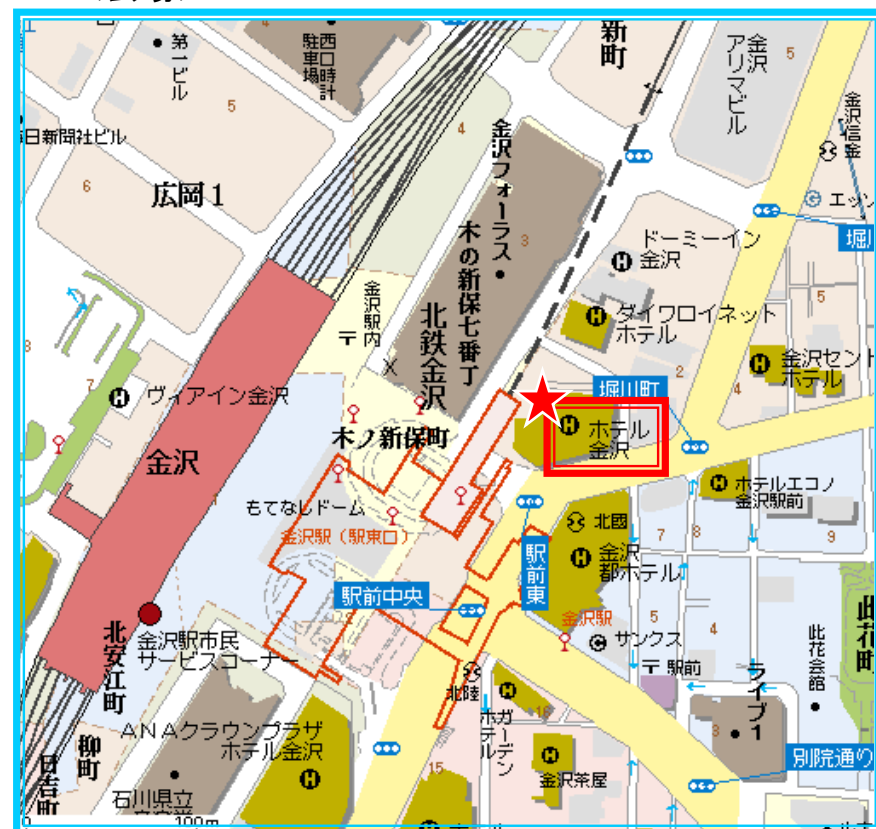 第一ビル
西口時計
駐車場
新町
金沢
アリマビル
5
5
4
金沢信金
日新聞社ビル
6
広岡1
金沢フォーラス
3
木の新保七番丁
ドーミーイン
金沢
5
金沢駅内
北鉄金沢
ダイワロイネット
ホテル
2
4
金沢セント
ホテル
7
ヴィアイン金沢
堀川町
木ノ新保町
ホテル
金沢
金沢
もてなしドーム
金沢駅(駅東口)
ホテルエコノ
金沢駅前
北國
7
8
9
駅前東
金沢
都ホテル
駅前中央
金沢駅
5
4
此花町
サンクス
此花会館
〒駅前
北安江町
金沢駅市民
サービスコーナー
北陸
ライブ1
3
ANAクラウンプラザ
ホテル金沢
ガーデン
ホテル
16
別院通り
柳町
日吉町
15
金沢茶屋
石川県立
100m